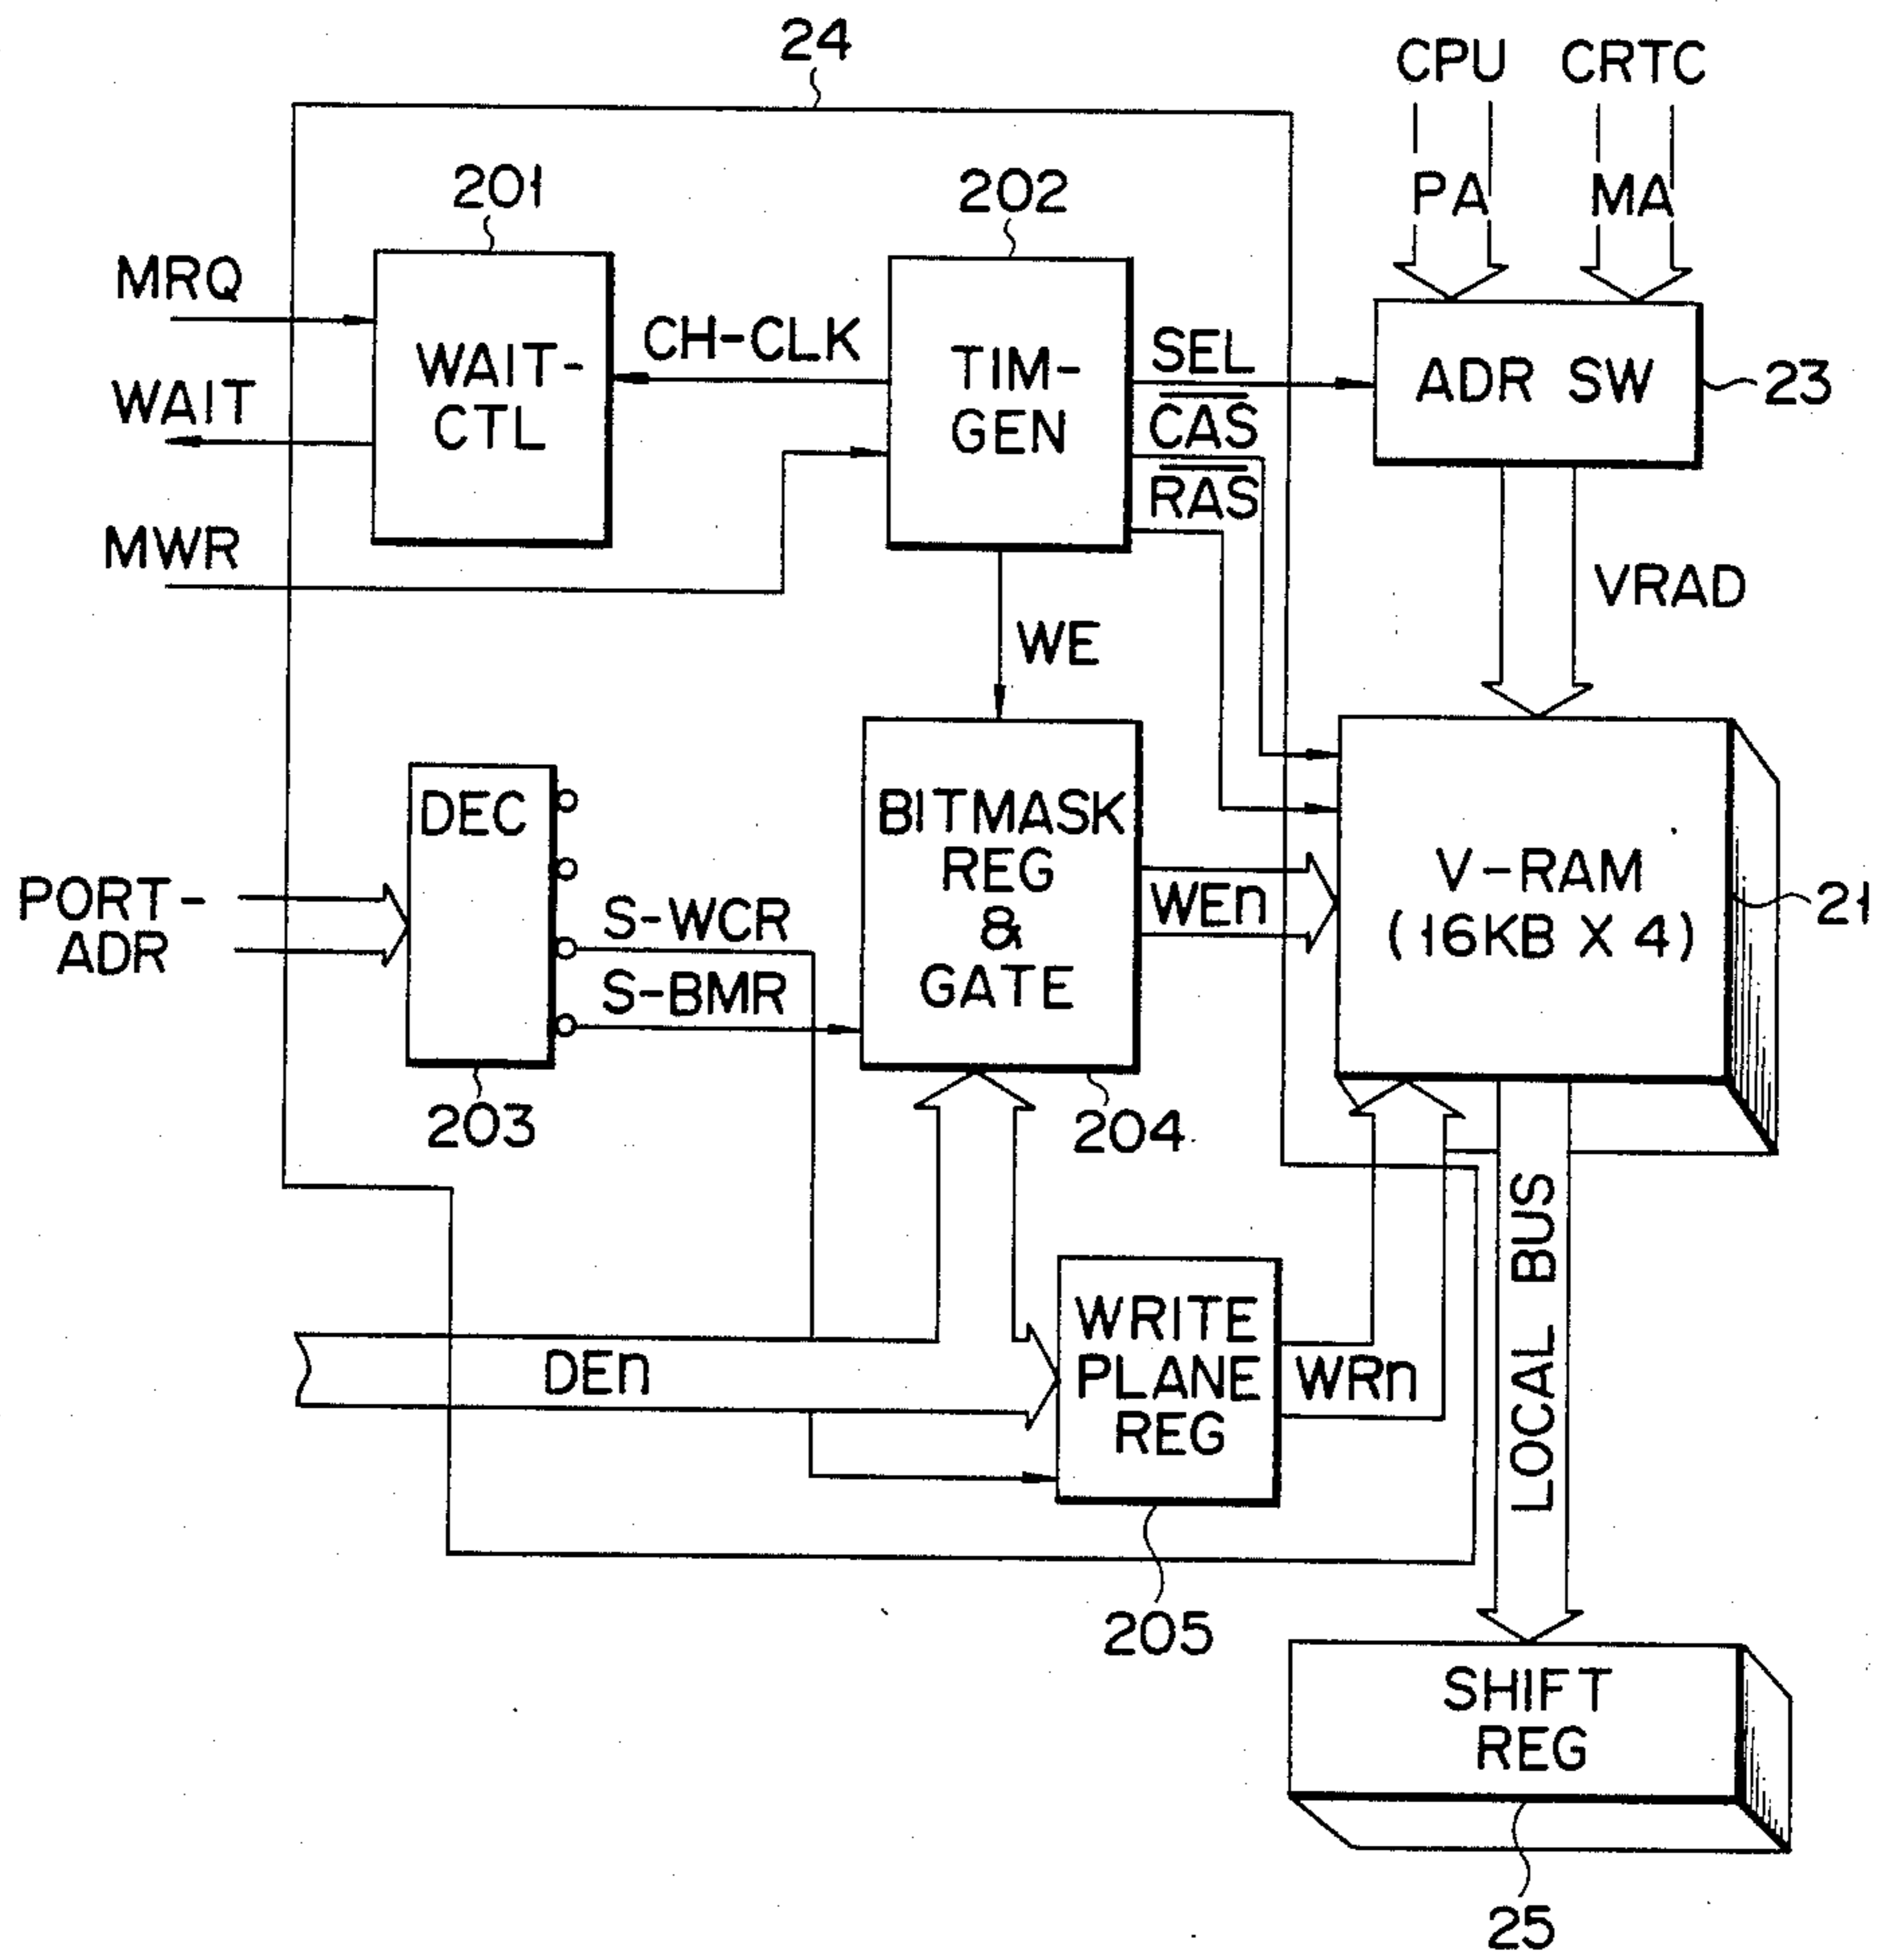 24
CPU CRTC
PA MA
201
202
MRQ
WAIT-
CTL
CH-CLK
TIM-
GEN
SEL
CAS
RAS
ADR SW
23
WAIT
MWR
WE
VRAD
DEC
BITMASK
REG
&
GATE
V-RAM
(16KB X 4)
21
WEn
PORT-
ADR
S-WCR
S-BMR
203
204
DEn
WRITE
PLANE
REG
WRn
LOCAL BUS
205
SHIFT
REG
25